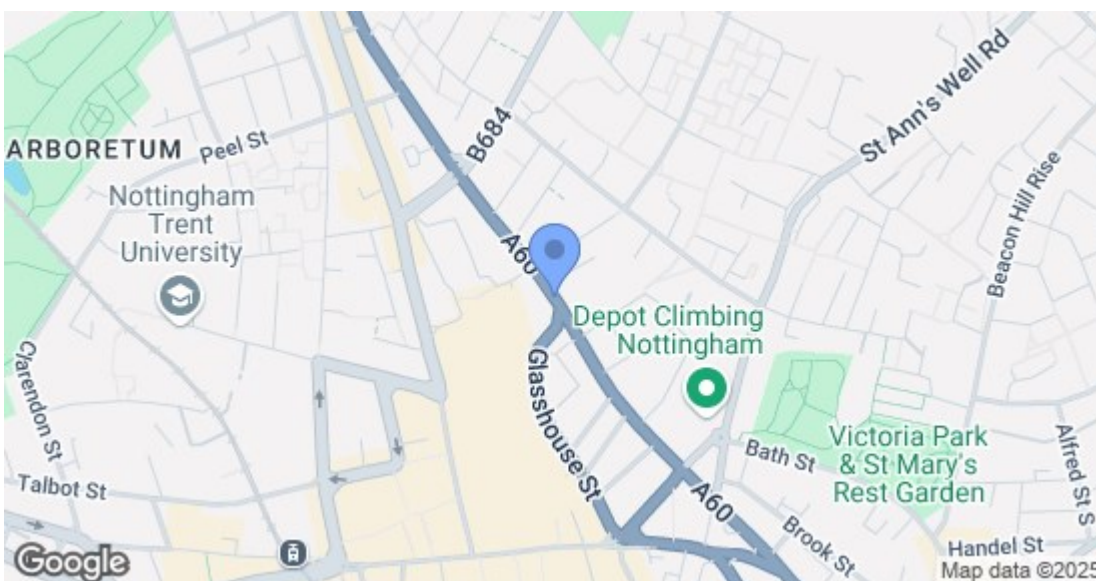 ARBORETUM
Peel St
B684
St Ann's Well Rd
Nottingham
Trent
University
A60
Beacon Hill Rise
Depot Climbing
Nottingham
Clarendon St
Glasshouse St
Talbot St
Bath St
Victoria Park
& St Mary's
Rest Garden
Alfred St S
A60
Brook St
Handel St
Google
Map data ©2025